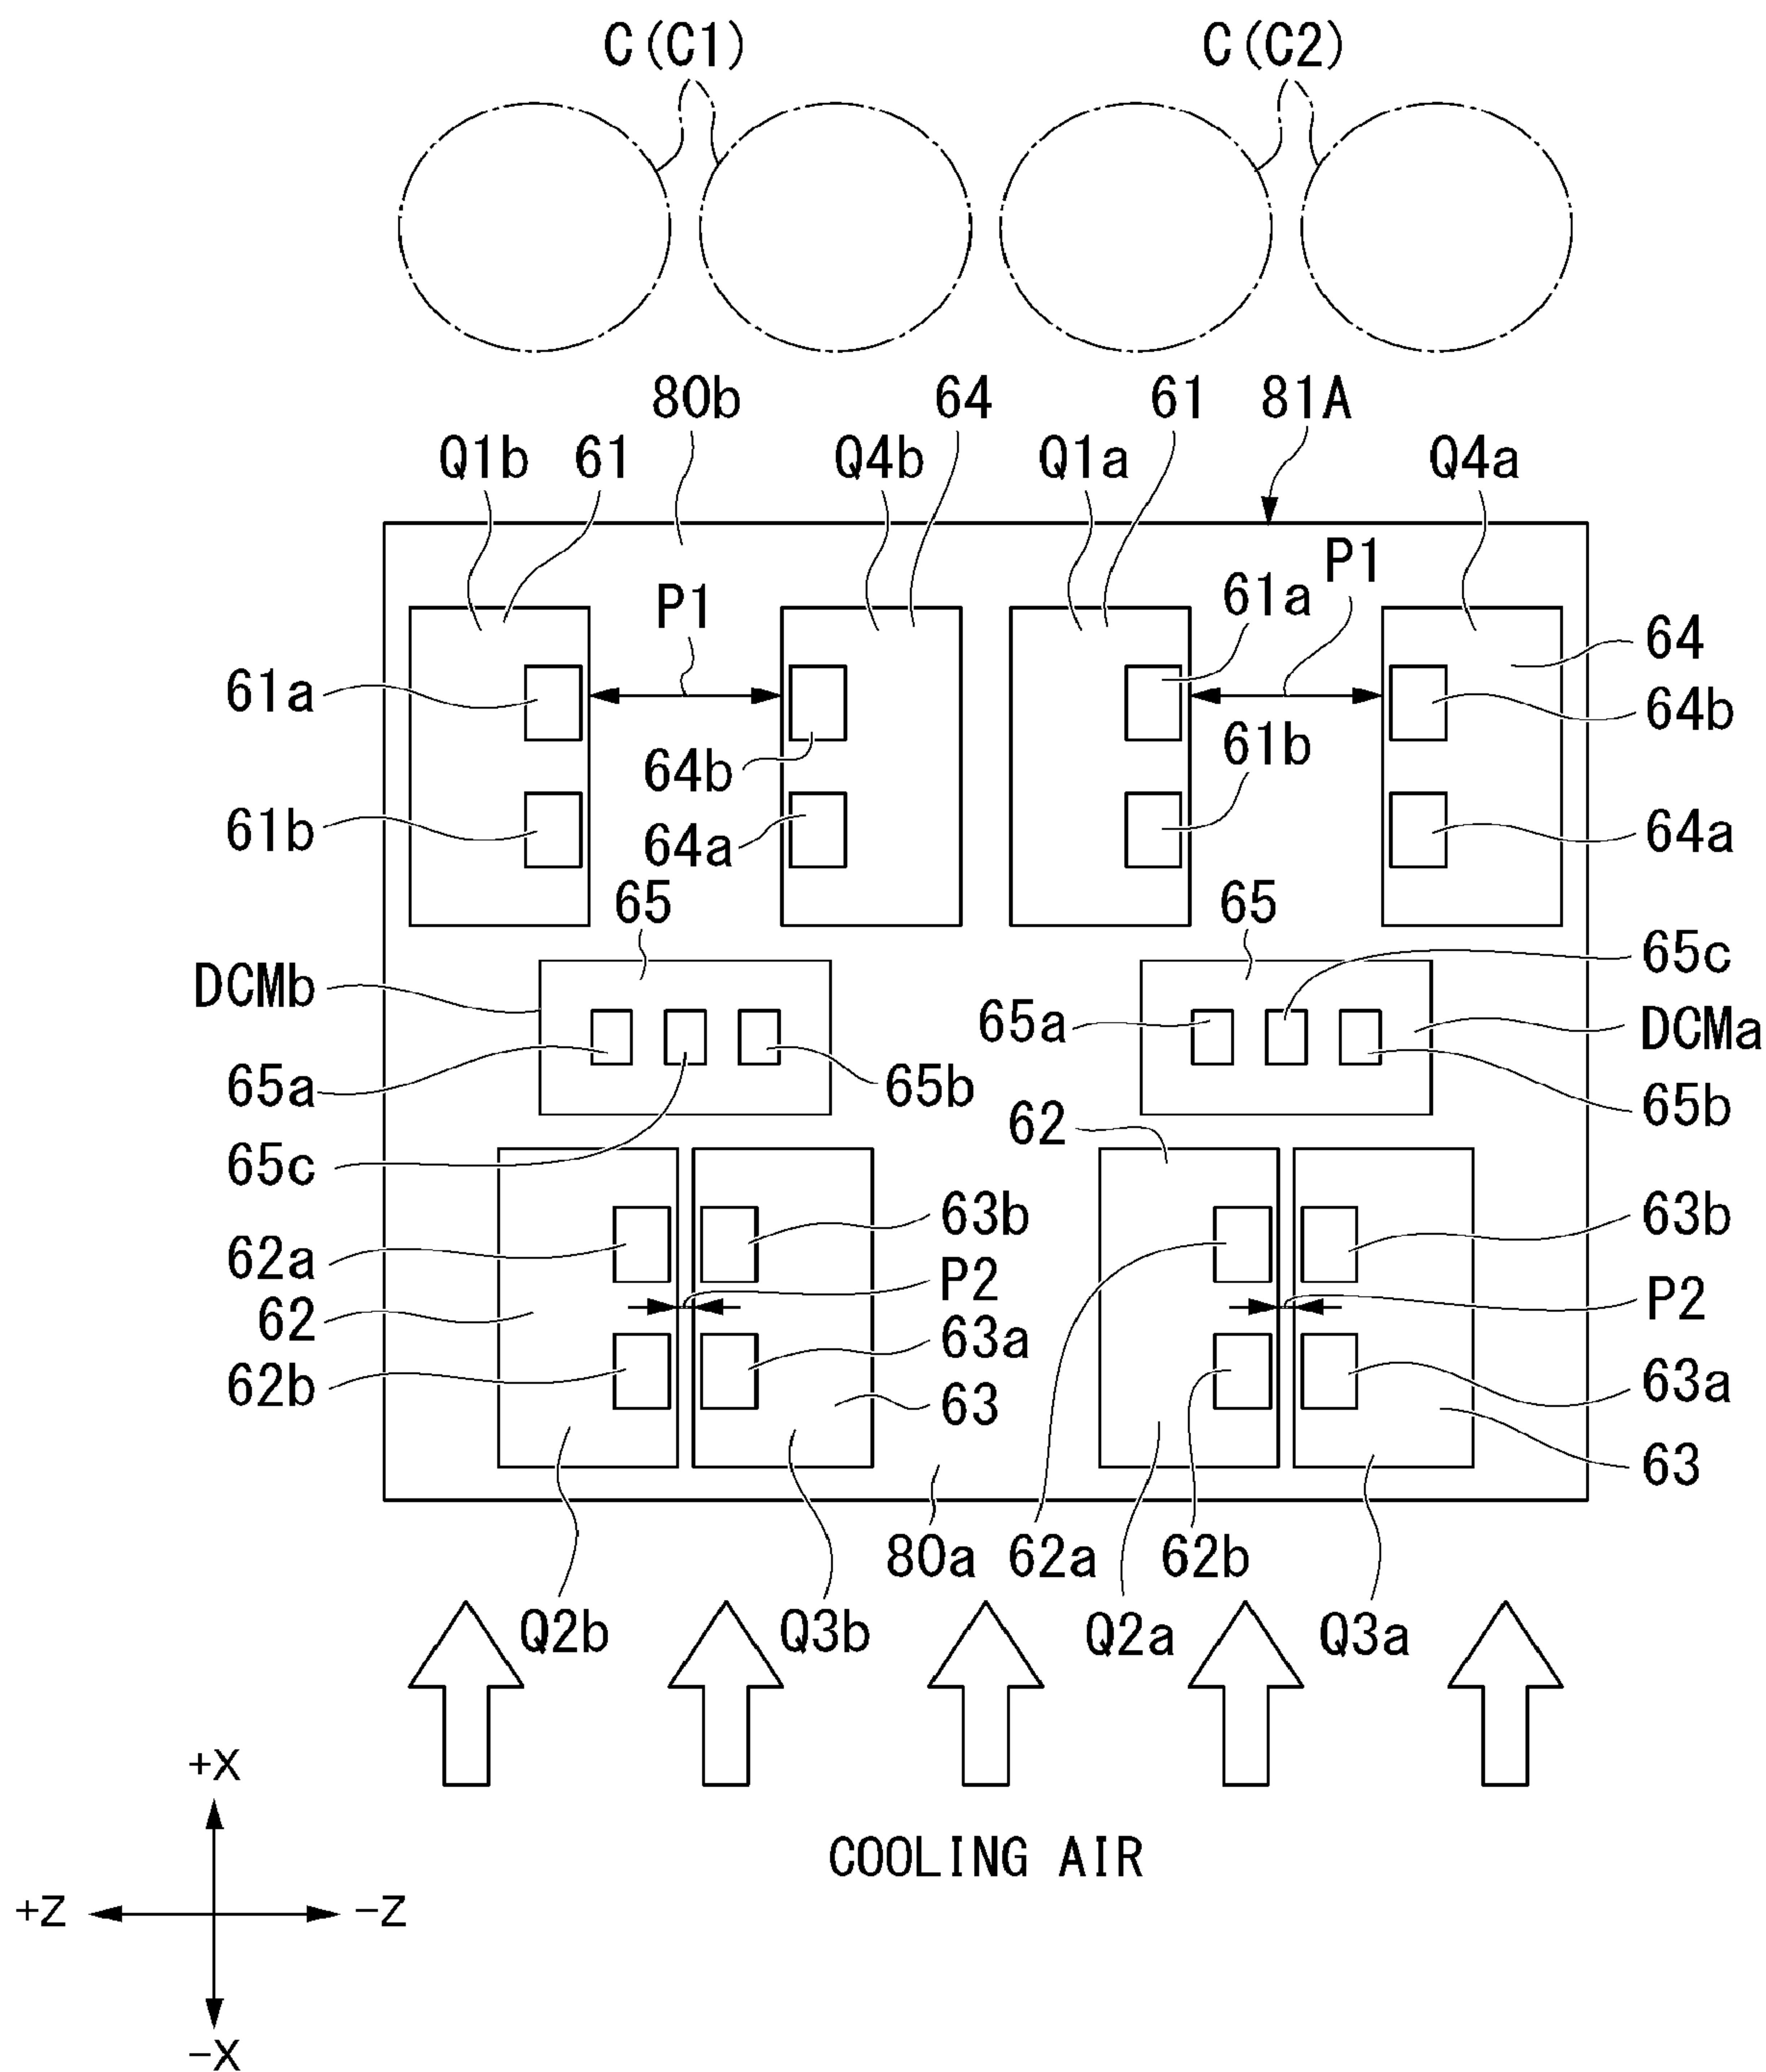 C(C1) C(C2)
80b 64 61 81A
Q1b 61 Q4b Q1a Q4a
P1 61a P1
64
61a 64b
64b 61b
61b 64a 64a
65 65
65c
DCMb 65a DCMa
65a 65b 65b
62
65c
63b 63b
62a P2 P2
62 63a
62b 63 63a
63
80a 62a 62b
Q2b Q3b Q2a Q3a
COOLING AIR
+X
+Z -Z
-X